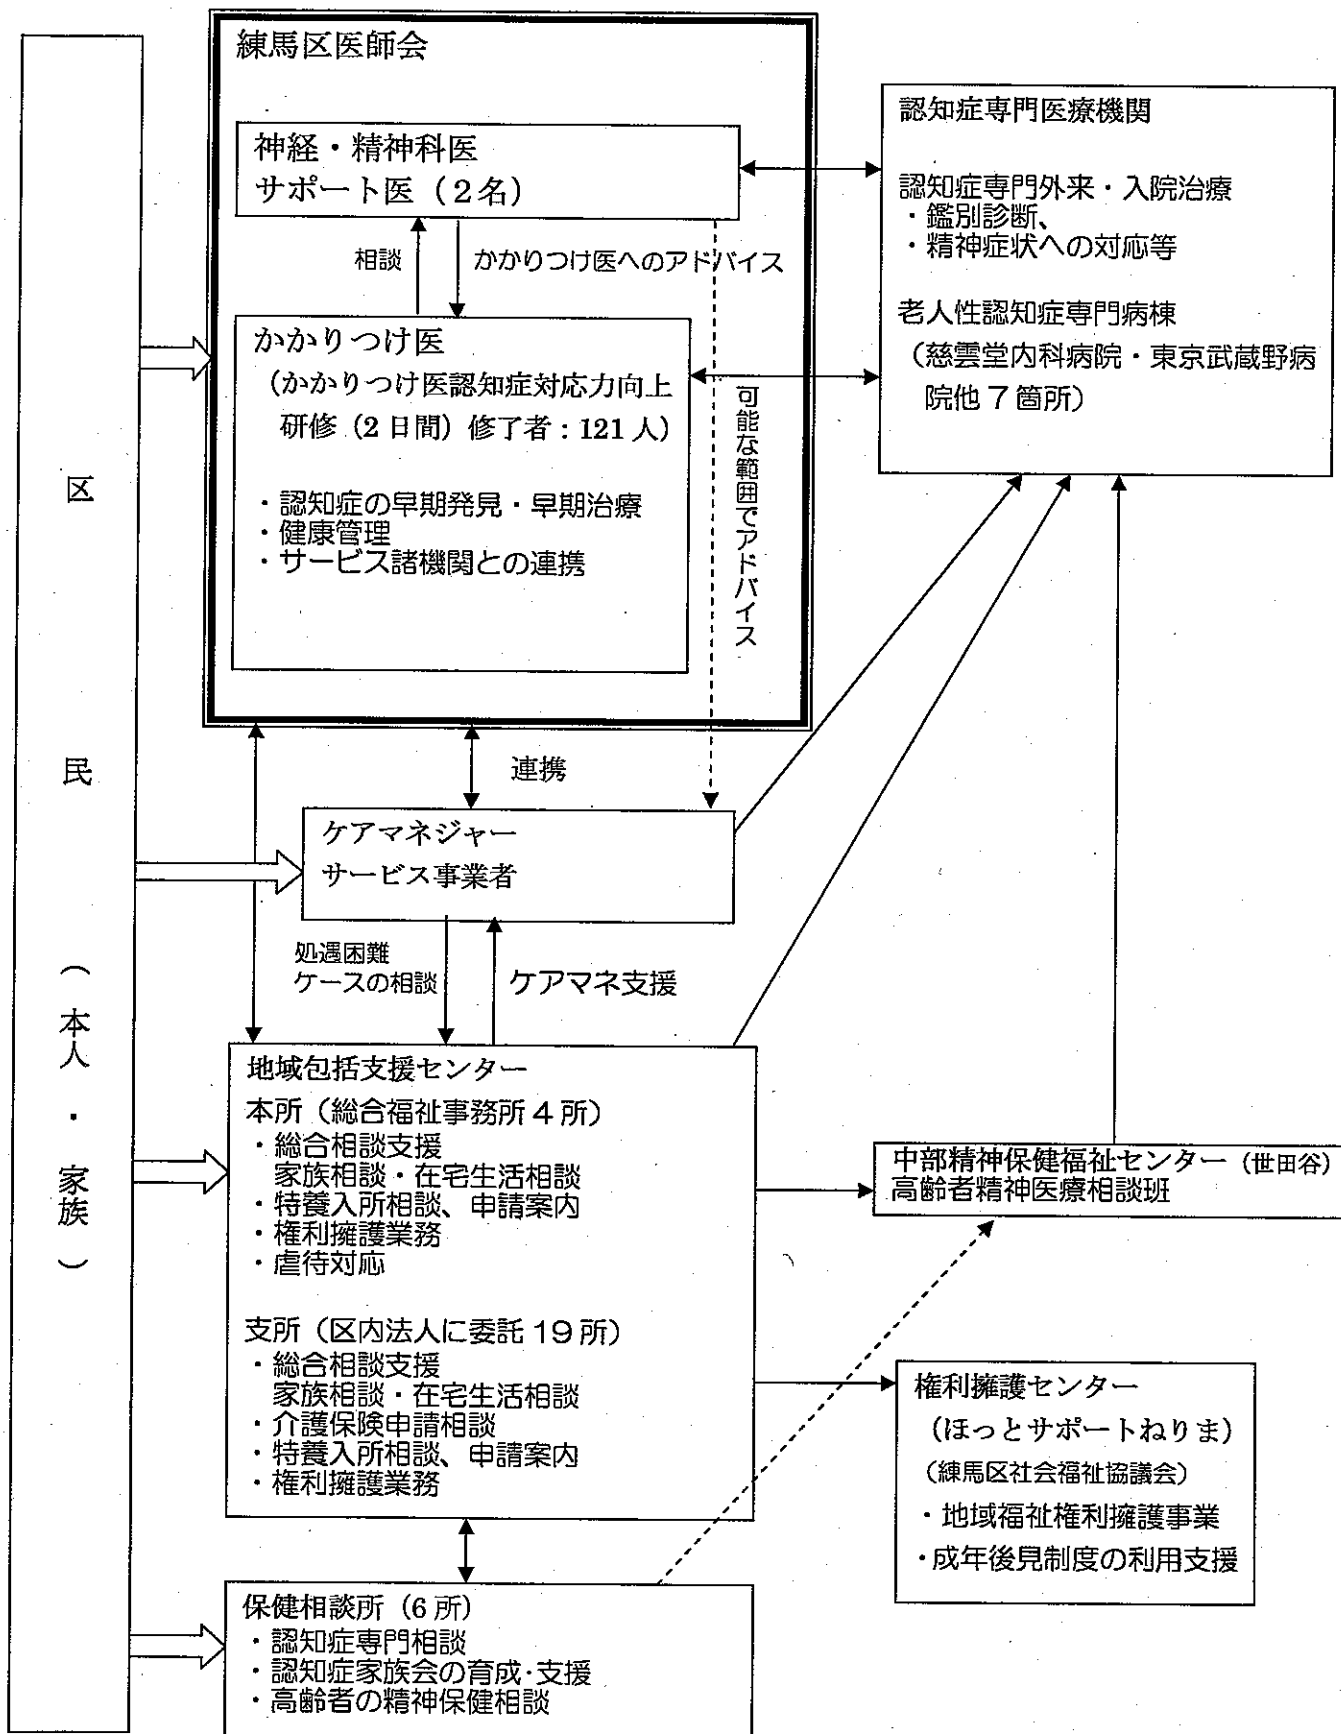 区民（本人・家族）
練馬区医師会
神経・精神科医
サポート医（2名）
相談
かかりつけ医へのアドバイス
かかりつけ医
（かかりつけ医認知症対応力向上
研修（2日間）修了者：121人）
・認知症の早期発見・早期治療
・健康管理
・サービス諸機関との連携
可能な範囲でアドバイス
認知症専門医療機関
認知症専門外来・入院治療
・鑑別診断、
・精神症状への対応等
老人性認知症専門病棟
（慈雲堂内科病院・東京武蔵野病
院他7箇所）
連携
ケアマネジャー
サービス事業者
処遇困難
ケースの相談
ケアマネ支援
地域包括支援センター
本所（総合福祉事務所4所）
・総合相談支援
家族相談・在宅生活相談
・特養入所相談、申請案内
・権利擁護業務
・虐待対応
支所（区内法人に委託19所）
・総合相談支援
家族相談・在宅生活相談
・介護保険申請相談
・特養入所相談、申請案内
・権利擁護業務
中部精神保健福祉センター（世田谷）
高齢者精神医療相談班
権利擁護センター
（ほっとサポートねりま）
（練馬区社会福祉協議会）
・地域福祉権利擁護事業
・成年後見制度の利用支援
保健相談所（6所）
・認知症専門相談
・認知症家族会の育成・支援
・高齢者の精神保健相談